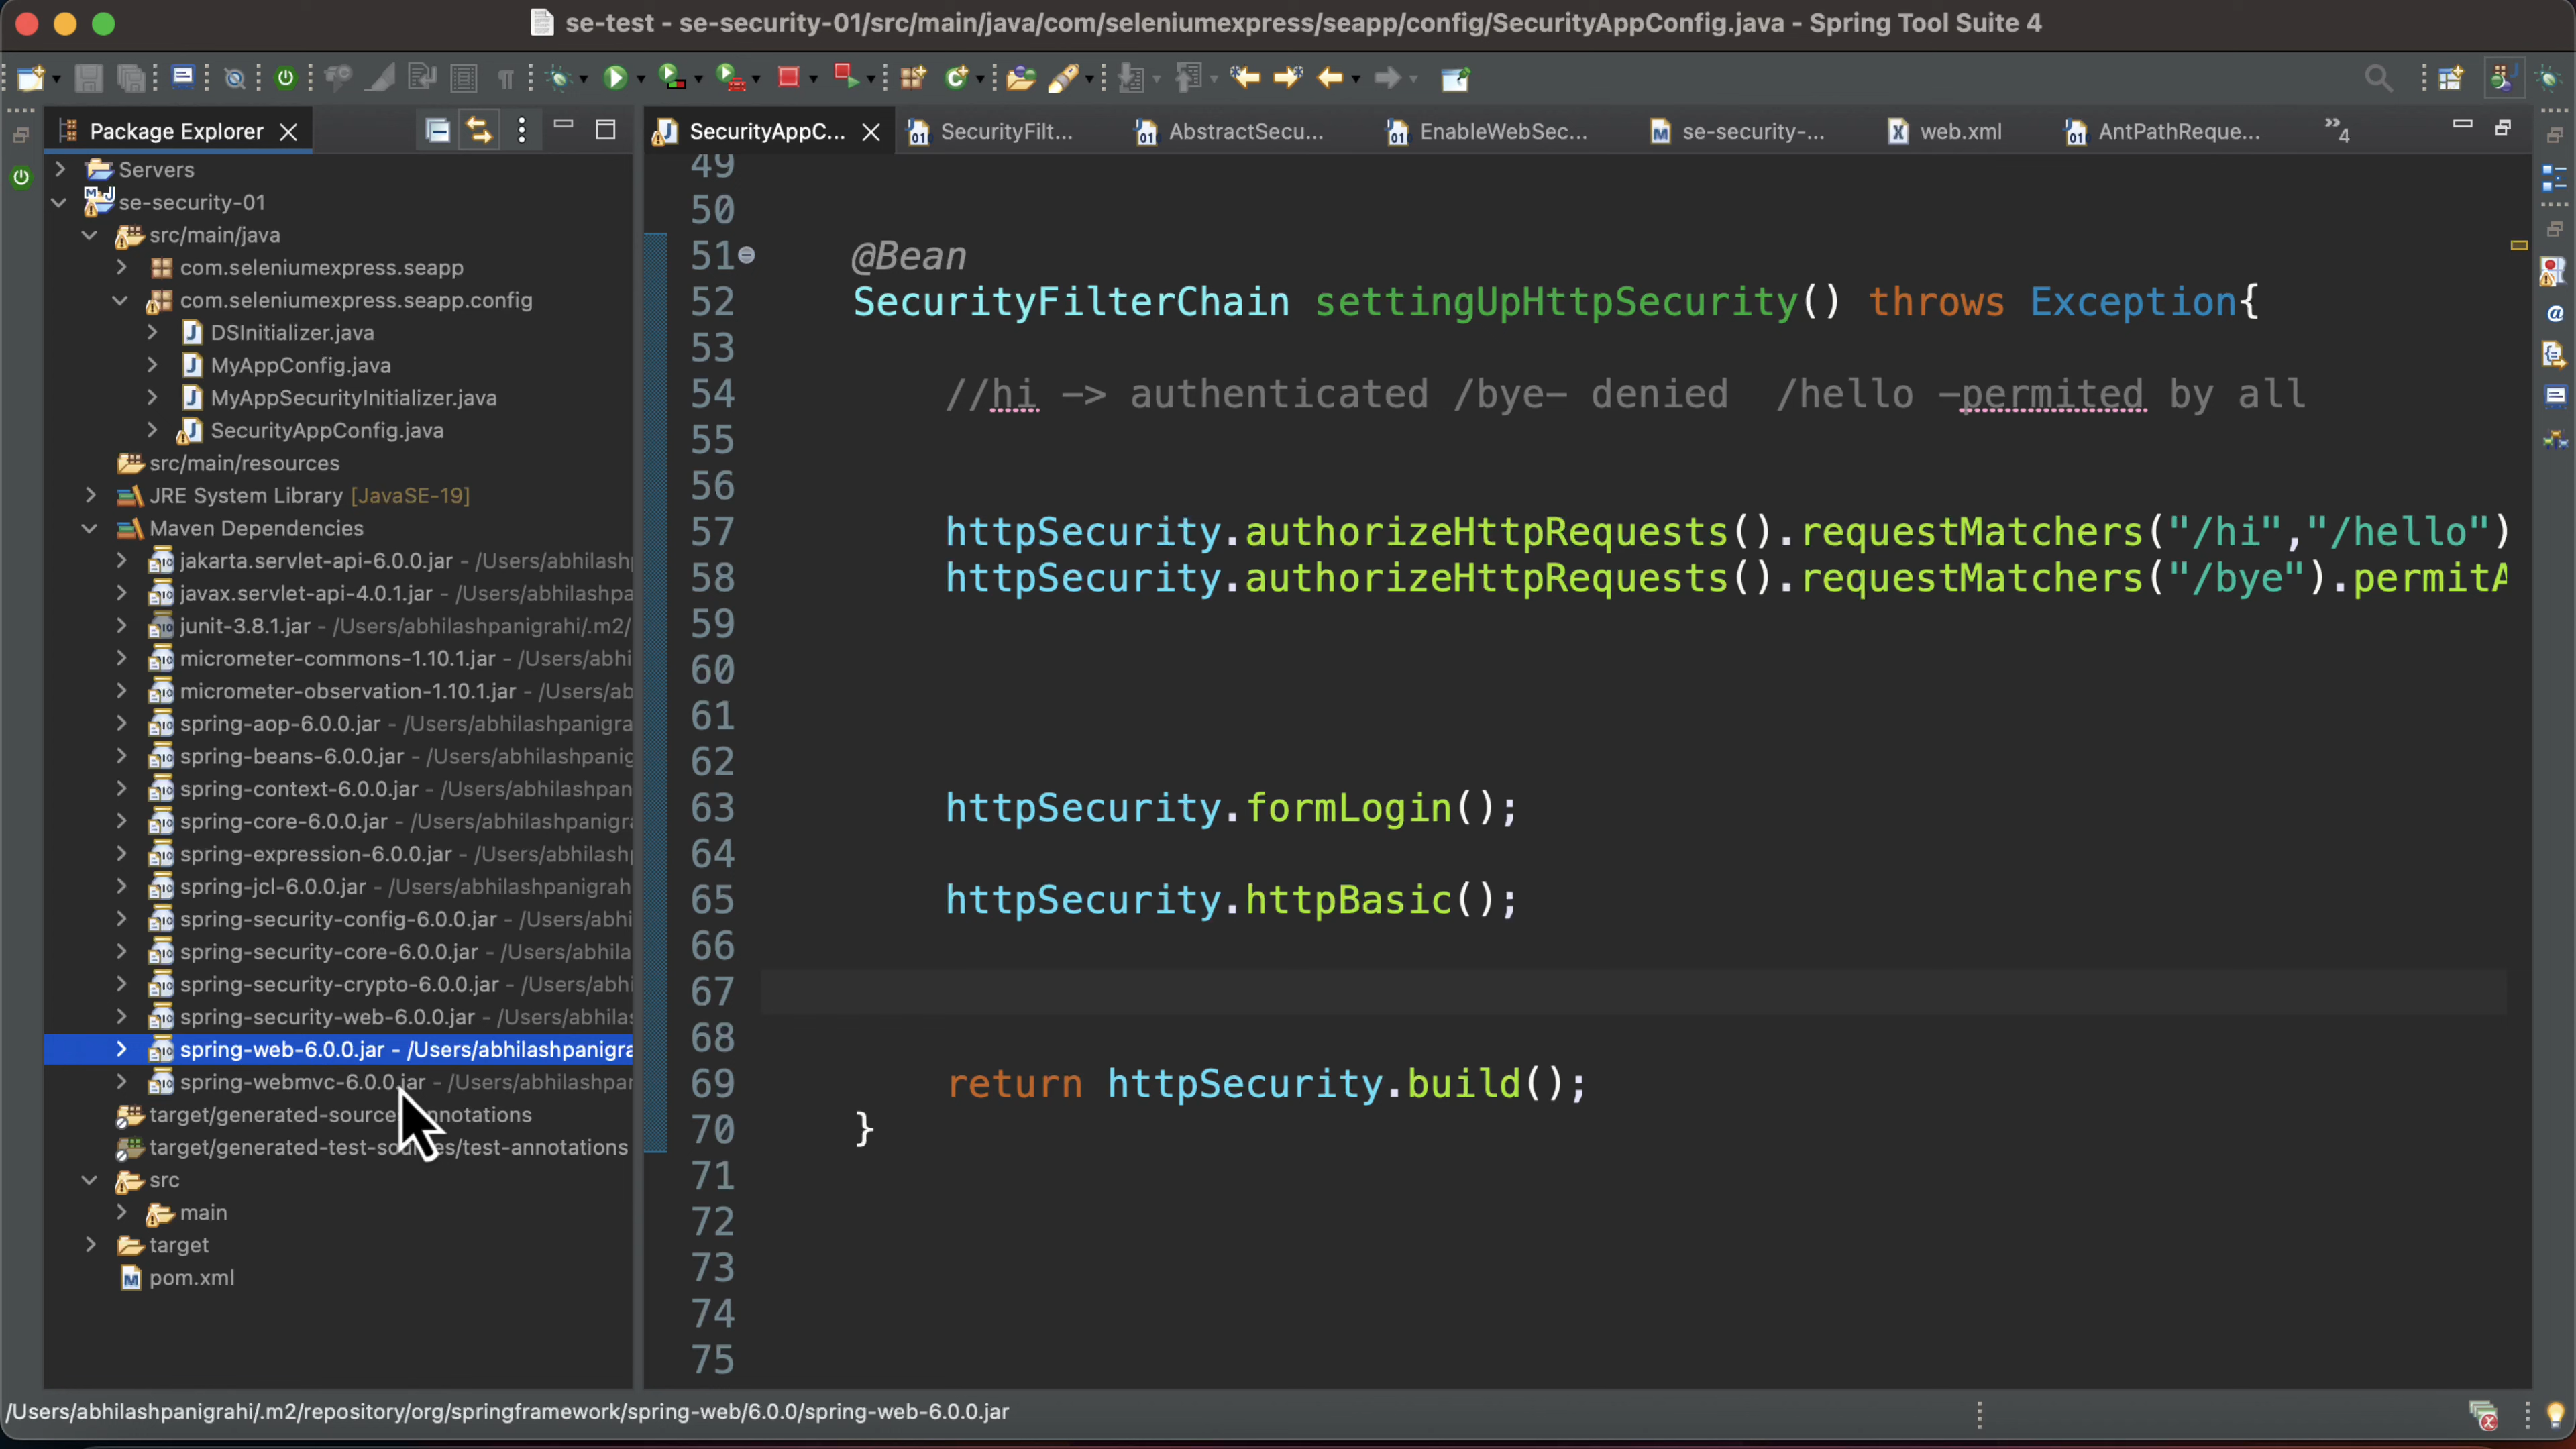 se-test - se-security-01/src/main/java/com/seleniumexpress/seapp/config/SecurityAppConfig.java - Spring Tool Suite 4
Package Explorer
Servers
se-security-01
src/main/java
com.seleniumexpress.seapp
com.seleniumexpress.seapp.config
DSInitializer.java
MyAppConfig.java
MyAppSecurityInitializer.java
SecurityAppConfig.java
src/main/resources
JRE System Library [JavaSE-19]
Maven Dependencies
jakarta.servlet-api-6.0.0.jar - /Users/abhilashp
javax.servlet-api-4.0.1.jar - /Users/abhilashpa
junit-3.8.1.jar - /Users/abhilashpanigrahi/.m2/
micrometer-commons-1.10.1.jar - /Users/abhi
micrometer-observation-1.10.1.jar - /Users/ab
spring-aop-6.0.0.jar - /Users/abhilashpanigra
spring-beans-6.0.0.jar - /Users/abhilashpanig
spring-context-6.0.0.jar - /Users/abhilashpan
spring-core-6.0.0.jar - /Users/abhilashpanigra
spring-expression-6.0.0.jar - /Users/abhilashp
spring-jcl-6.0.0.jar - /Users/abhilashpanigrah
spring-security-config-6.0.0.jar - /Users/abhi
spring-security-core-6.0.0.jar - /Users/abhila
spring-security-crypto-6.0.0.jar - /Users/abhi
spring-security-web-6.0.0.jar - /Users/abhilas
spring-web-6.0.0.jar - /Users/abhilashpanigra
spring-webmvc-6.0.0.jar - /Users/abhilashpan
target/generated-sources/annotations
target/generated-test-sources/test-annotations
src
main
target
pom.xml
SecurityAppC... SecurityFilt... AbstractSecu... EnableWebSec... se-security-... web.xml AntPathReque... »4
49
50
51 @Bean
52 SecurityFilterChain settingUpHttpSecurity() throws Exception{
53
54 //hi -> authenticated /bye- denied /hello -permited by all
55
56
57 httpSecurity.authorizeHttpRequests().requestMatchers("/hi","/hello")
58 httpSecurity.authorizeHttpRequests().requestMatchers("/bye").permitA
59
60
61
62
63 httpSecurity.formLogin();
64
65 httpSecurity.httpBasic();
66
67
68
69 return httpSecurity.build();
70 }
71
72
73
74
75
/Users/abhilashpanigrahi/.m2/repository/org/springframework/spring-web/6.0.0/spring-web-6.0.0.jar